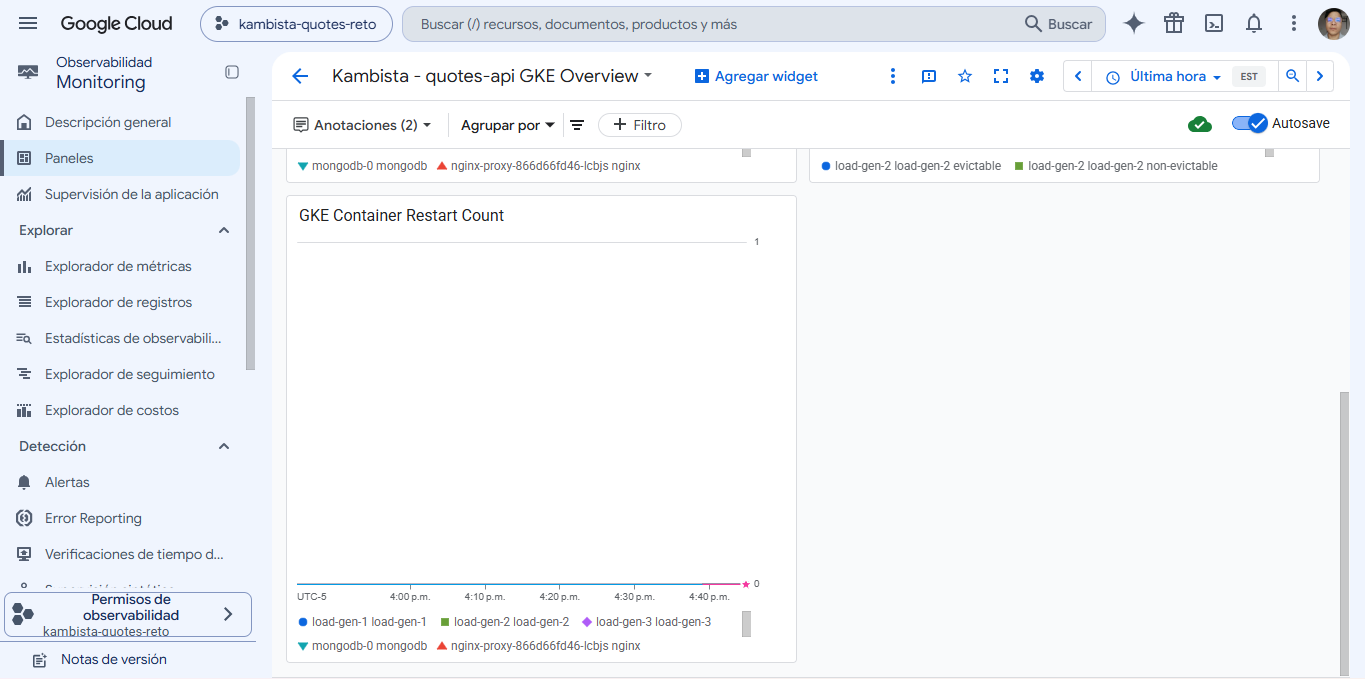 Google Cloud
kambista-quotes-reto
Buscar (/) recursos, documentos, productos y más
Buscar
Observabilidad
Monitoring
Descripción general
Paneles
Supervisión de la aplicación
Explorar
Explorador de métricas
Explorador de registros
Estadísticas de observabili...
Explorador de seguimiento
Explorador de costos
Detección
Alertas
Error Reporting
Verificaciones de tiempo d...
Permisos de
observabilidad
kambista-quotes-reto
Notas de versión
Kambista - quotes-api GKE Overview
Agregar widget
Última hora
EST
Anotaciones (2)
Agrupar por
Filtro
Autosave
mongodb-0 mongodb
nginx-proxy-866d66fd46-lcbjs nginx
load-gen-2 load-gen-2 evictable
load-gen-2 load-gen-2 non-evictable
GKE Container Restart Count
1
0
UTC-5
4:00 p.m.
4:10 p.m.
4:20 p.m.
4:30 p.m.
4:40 p.m.
load-gen-1 load-gen-1
load-gen-2 load-gen-2
load-gen-3 load-gen-3
mongodb-0 mongodb
nginx-proxy-866d66fd46-lcbjs nginx